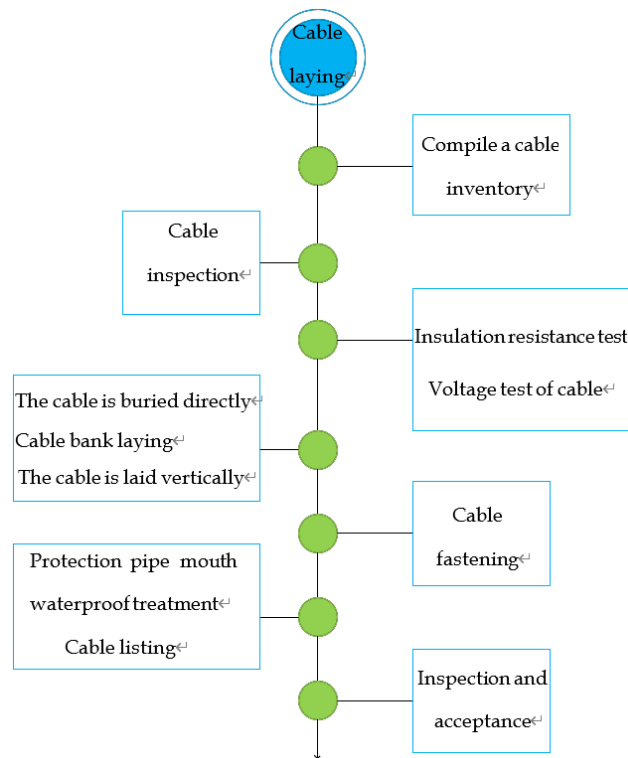 Cable
laying↵
Compile a cable
inventory↵
Cable
inspection↵
Insulation resistance test
Voltage test of cable↵
The cable is buried directly↵
Cable bank laying↵
The cable is laid vertically↵
Cable
fastening↵
Protection pipe mouth
waterproof treatment↵
Cable listing↵
Inspection and
acceptance↵